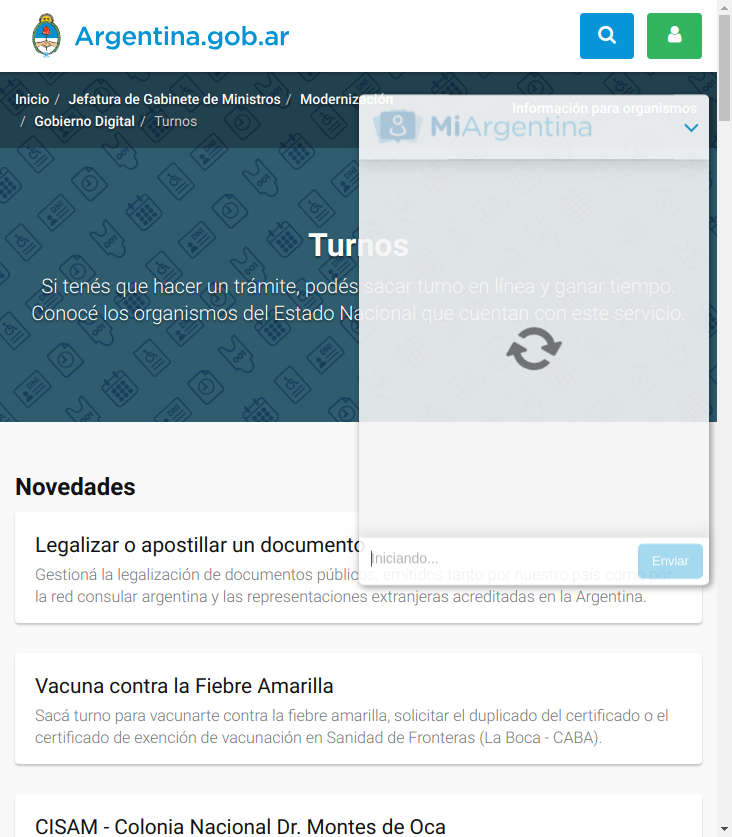 Argentina.gob.ar
Inicio / Jefatura de Gabinete de Ministros / Modernización
/ Gobierno Digital / Turnos
Información para organismos
MiArgentina
Turnos
Si tenés que hacer un trámite, podés sacar turno en línea y ganar tiempo.
Conocé los organismos del Estado Nacional que cuentan con este servicio.
Novedades
Legalizar o apostillar un documento
Iniciando...
Enviar
Gestioná la legalización de documentos públicos, emitidos tanto por nuestro país como por
la red consular argentina y las representaciones extranjeras acreditadas en la Argentina.
Vacuna contra la Fiebre Amarilla
Sacá turno para vacunarte contra la fiebre amarilla, solicitar el duplicado del certificado o el
certificado de exención de vacunación en Sanidad de Fronteras (La Boca - CABA).
CISAM - Colonia Nacional Dr. Montes de Oca